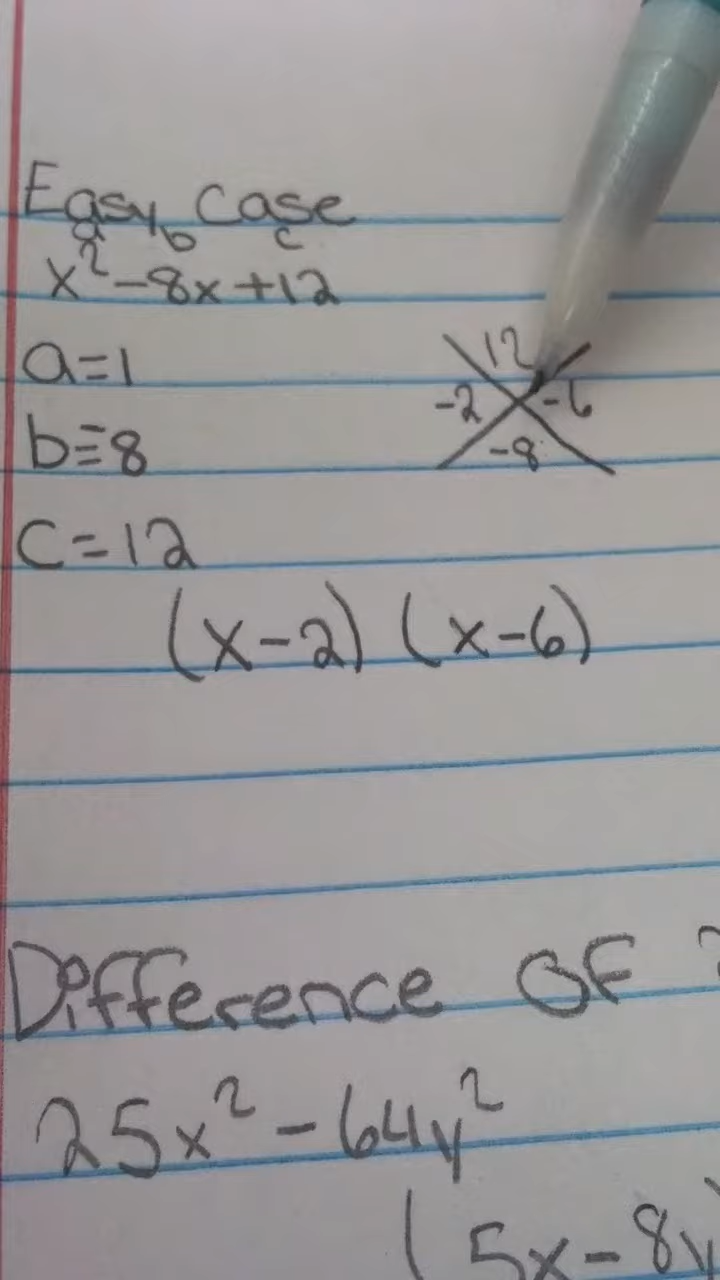 Easy Case
a b c
x² - 8x + 12
a = 1
12
-2 -6
b = -8
-8
c = 12
(x - 2) (x - 6)
Difference Of
25x² - 64y²
(5x - 8y)